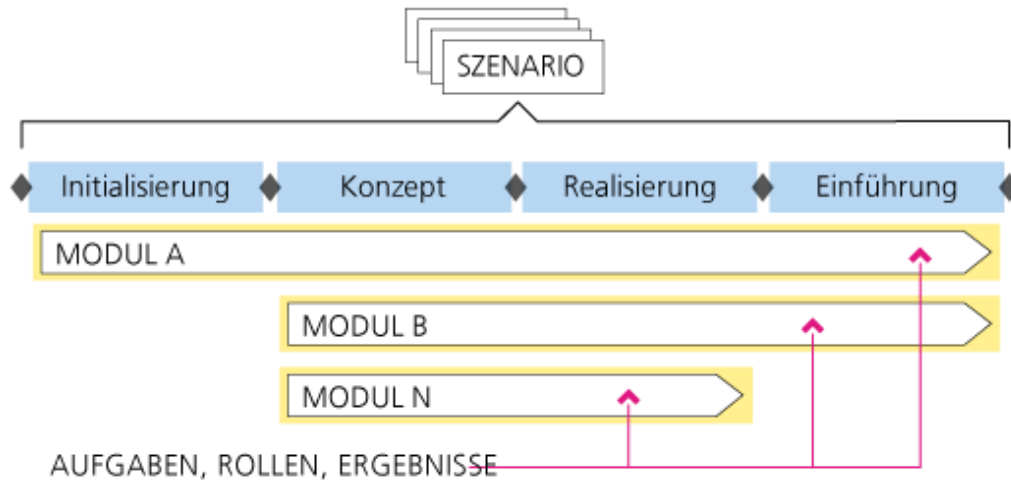 SZENARIO
Initialisierung
Konzept
Realisierung
Einführung
MODUL A
MODUL B
MODUL N
AUFGABEN, ROLLEN, ERGEBNISSE